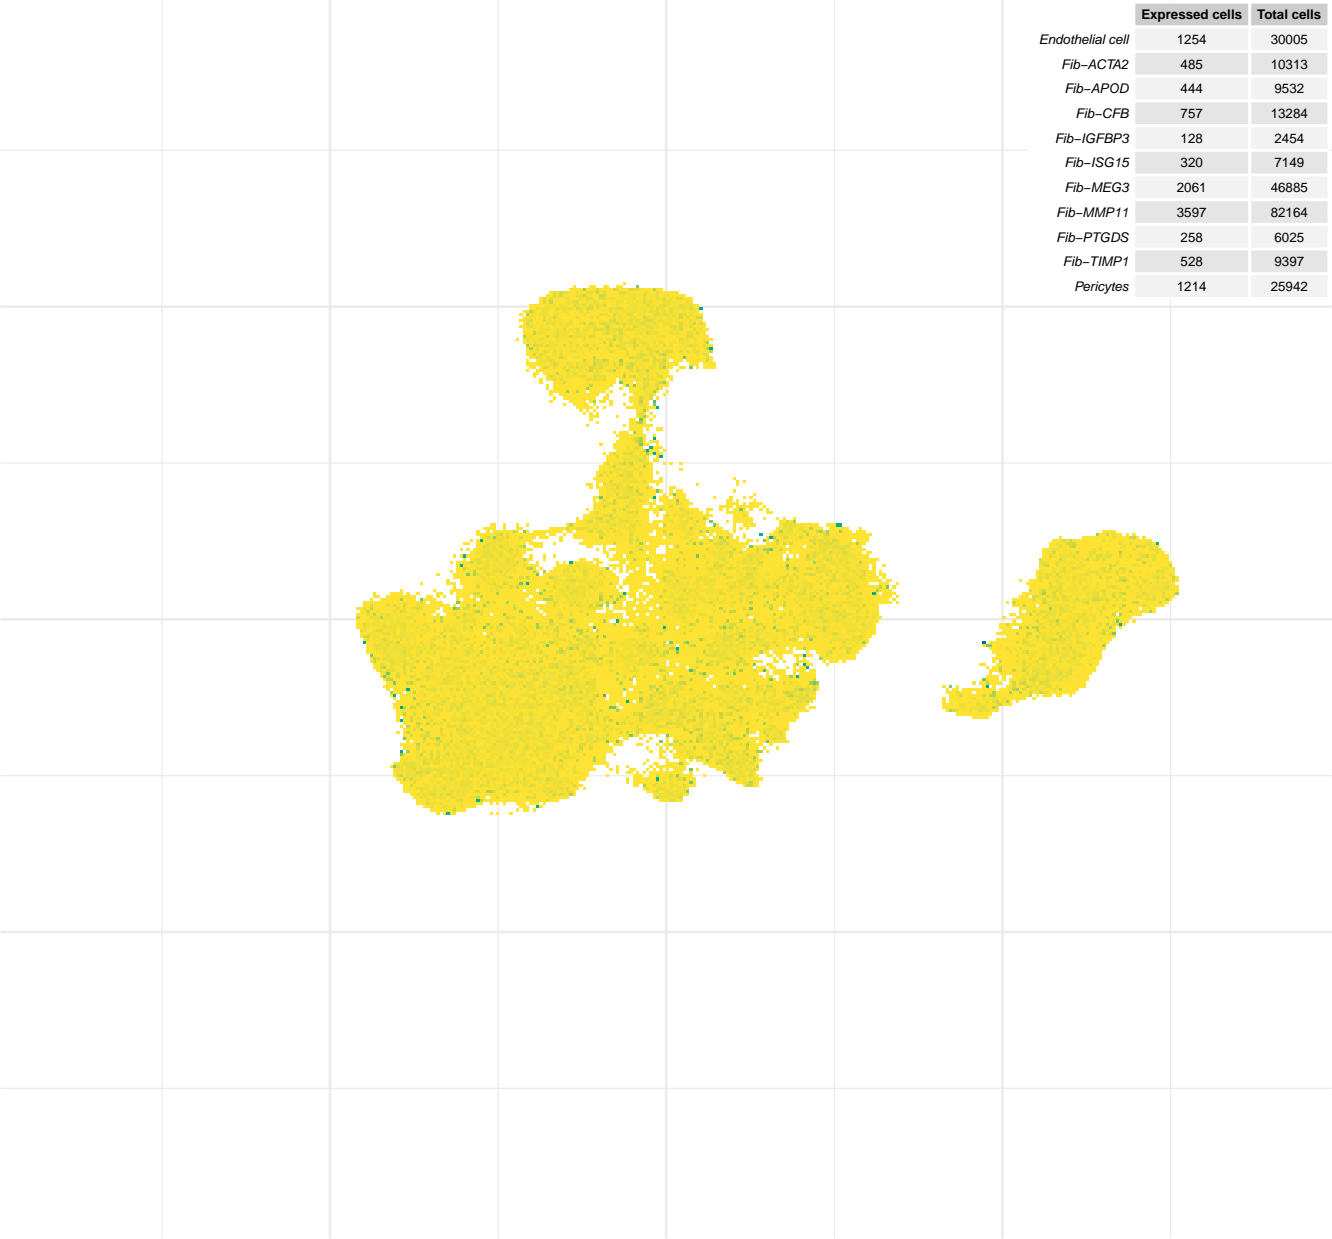 Expressed cells Total cells
Endothelial cell 1254 30005
Fib−ACTA2 485 10313
Fib−APOD 444 9532
Fib−CFB 757 13284
Fib−IGFBP3 128 2454
Fib−ISG15 320 7149
Fib−MEG3 2061 46885
Fib−MMP11 3597 82164
Fib−PTGDS 258 6025
Fib−TIMP1 528 9397
Pericytes 1214 25942